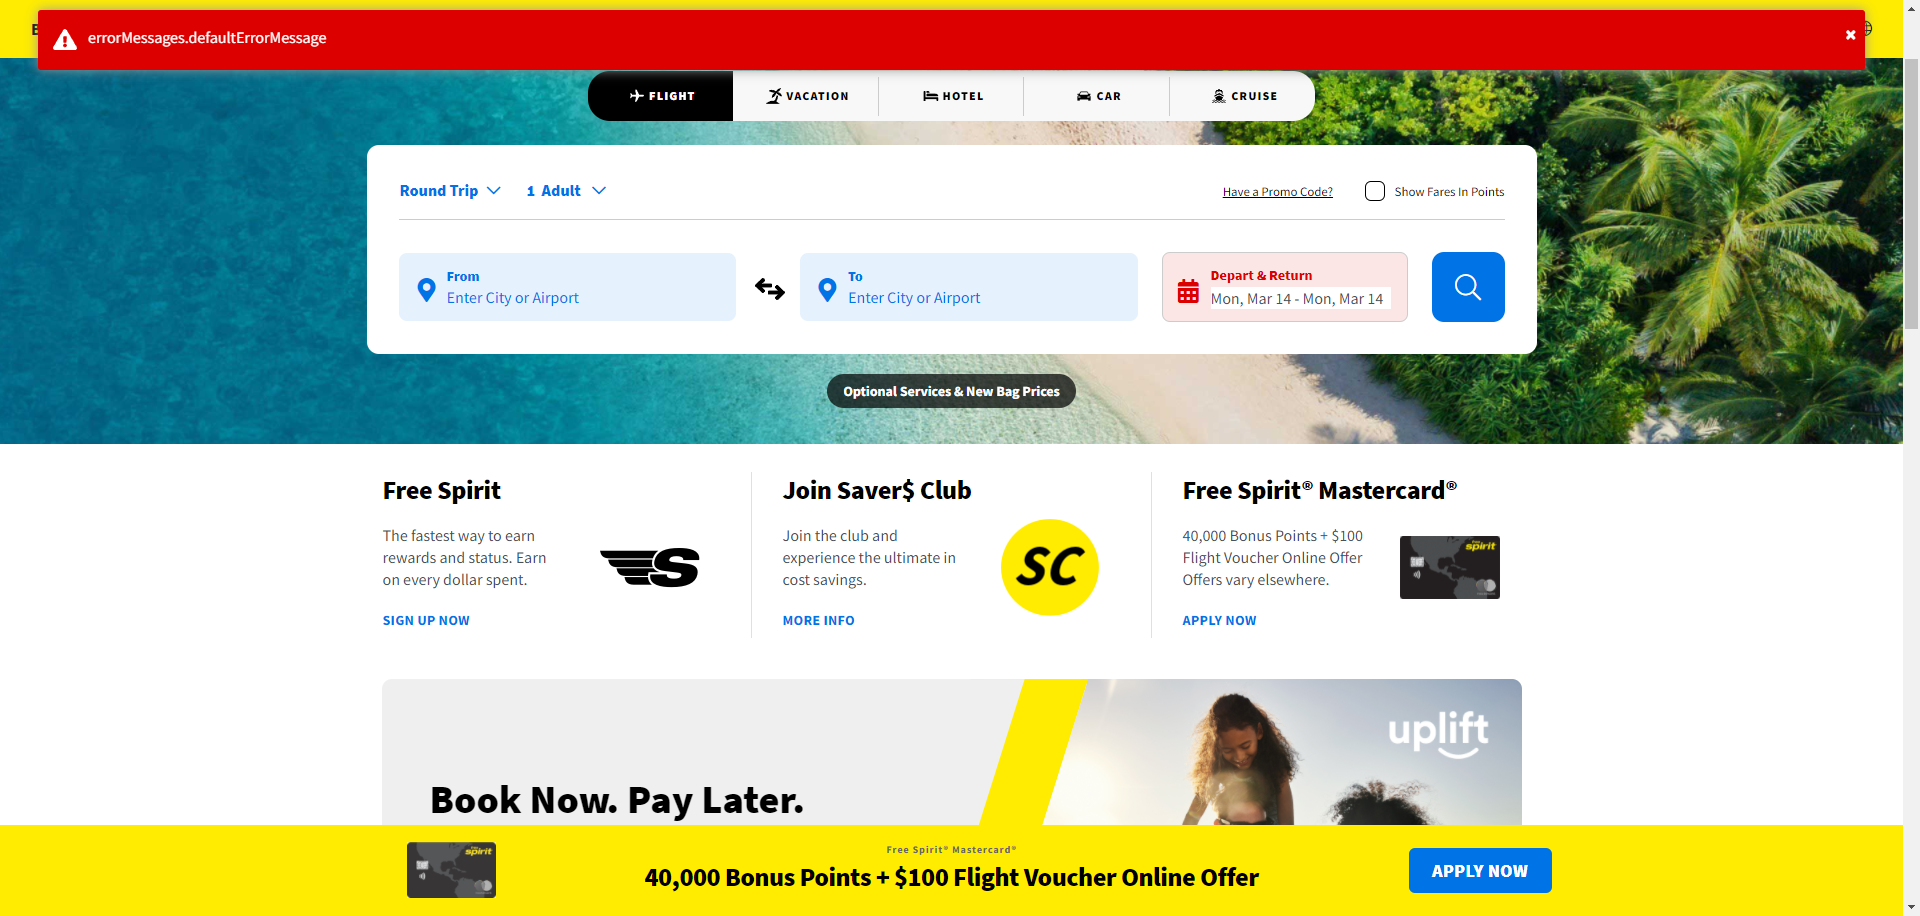 errorMessages.defaultErrorMessage
FLIGHT
VACATION
HOTEL
CAR
CRUISE
Round Trip
1 Adult
Have a Promo Code?
Show Fares In Points
From
Enter City or Airport
To
Enter City or Airport
Depart & Return
Mon, Mar 14 - Mon, Mar 14
Optional Services & New Bag Prices
Free Spirit
The fastest way to earn
rewards and status. Earn
on every dollar spent.
SIGN UP NOW
Join Saver$ Club
Join the club and
experience the ultimate in
cost savings.
SC
MORE INFO
Free Spirit® Mastercard®
40,000 Bonus Points + $100
Flight Voucher Online Offer
Offers vary elsewhere.
spirit
APPLY NOW
uplift
Book Now. Pay Later.
spirit
Free Spirit® Mastercard®
40,000 Bonus Points + $100 Flight Voucher Online Offer
APPLY NOW